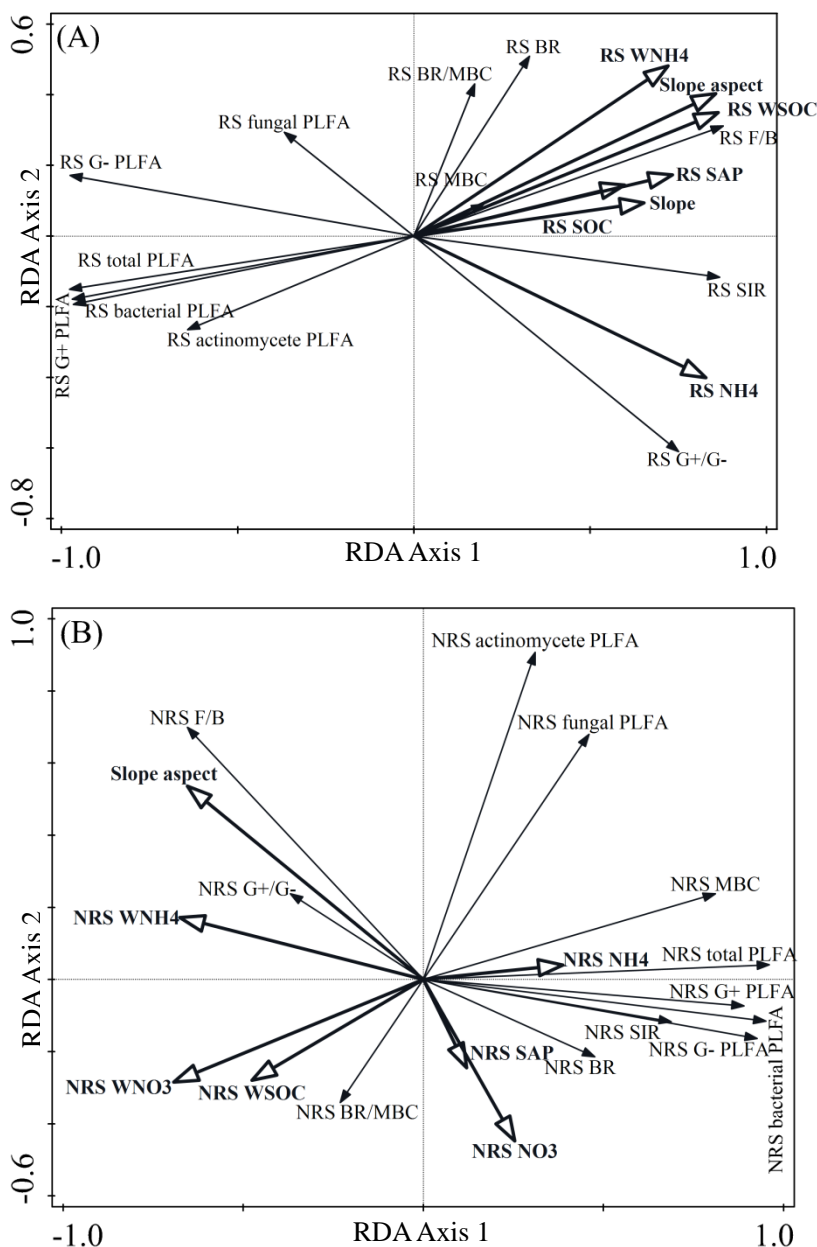 (A)
0.6
RS BR
RS WNH4
RS BR/MBC
Slope aspect
RS WSOC
RS fungal PLFA
RS F/B
RS G- PLFA
RS MBC
RS SAP
Slope
RS SOC
RDA Axis 2
RS total PLFA
RS SIR
RS bacterial PLFA
RS G+ PLFA
RS actinomycete PLFA
RS NH4
RS G+/G-
-0.8
-1.0
RDA Axis 1
1.0
(B)
1.0
NRS actinomycete PLFA
NRS F/B
NRS fungal PLFA
Slope aspect
NRS G+/G-
NRS MBC
NRS WNH4
RDA Axis 2
NRS NH4
NRS total PLFA
NRS G+ PLFA
NRS SIR
NRS G- PLFA
NRS SAP
NRS BR
NRS bacterial PLFA
NRS WNO3
NRS WSOC
NRS BR/MBC
NRS NO3
-0.6
-1.0
RDA Axis 1
1.0